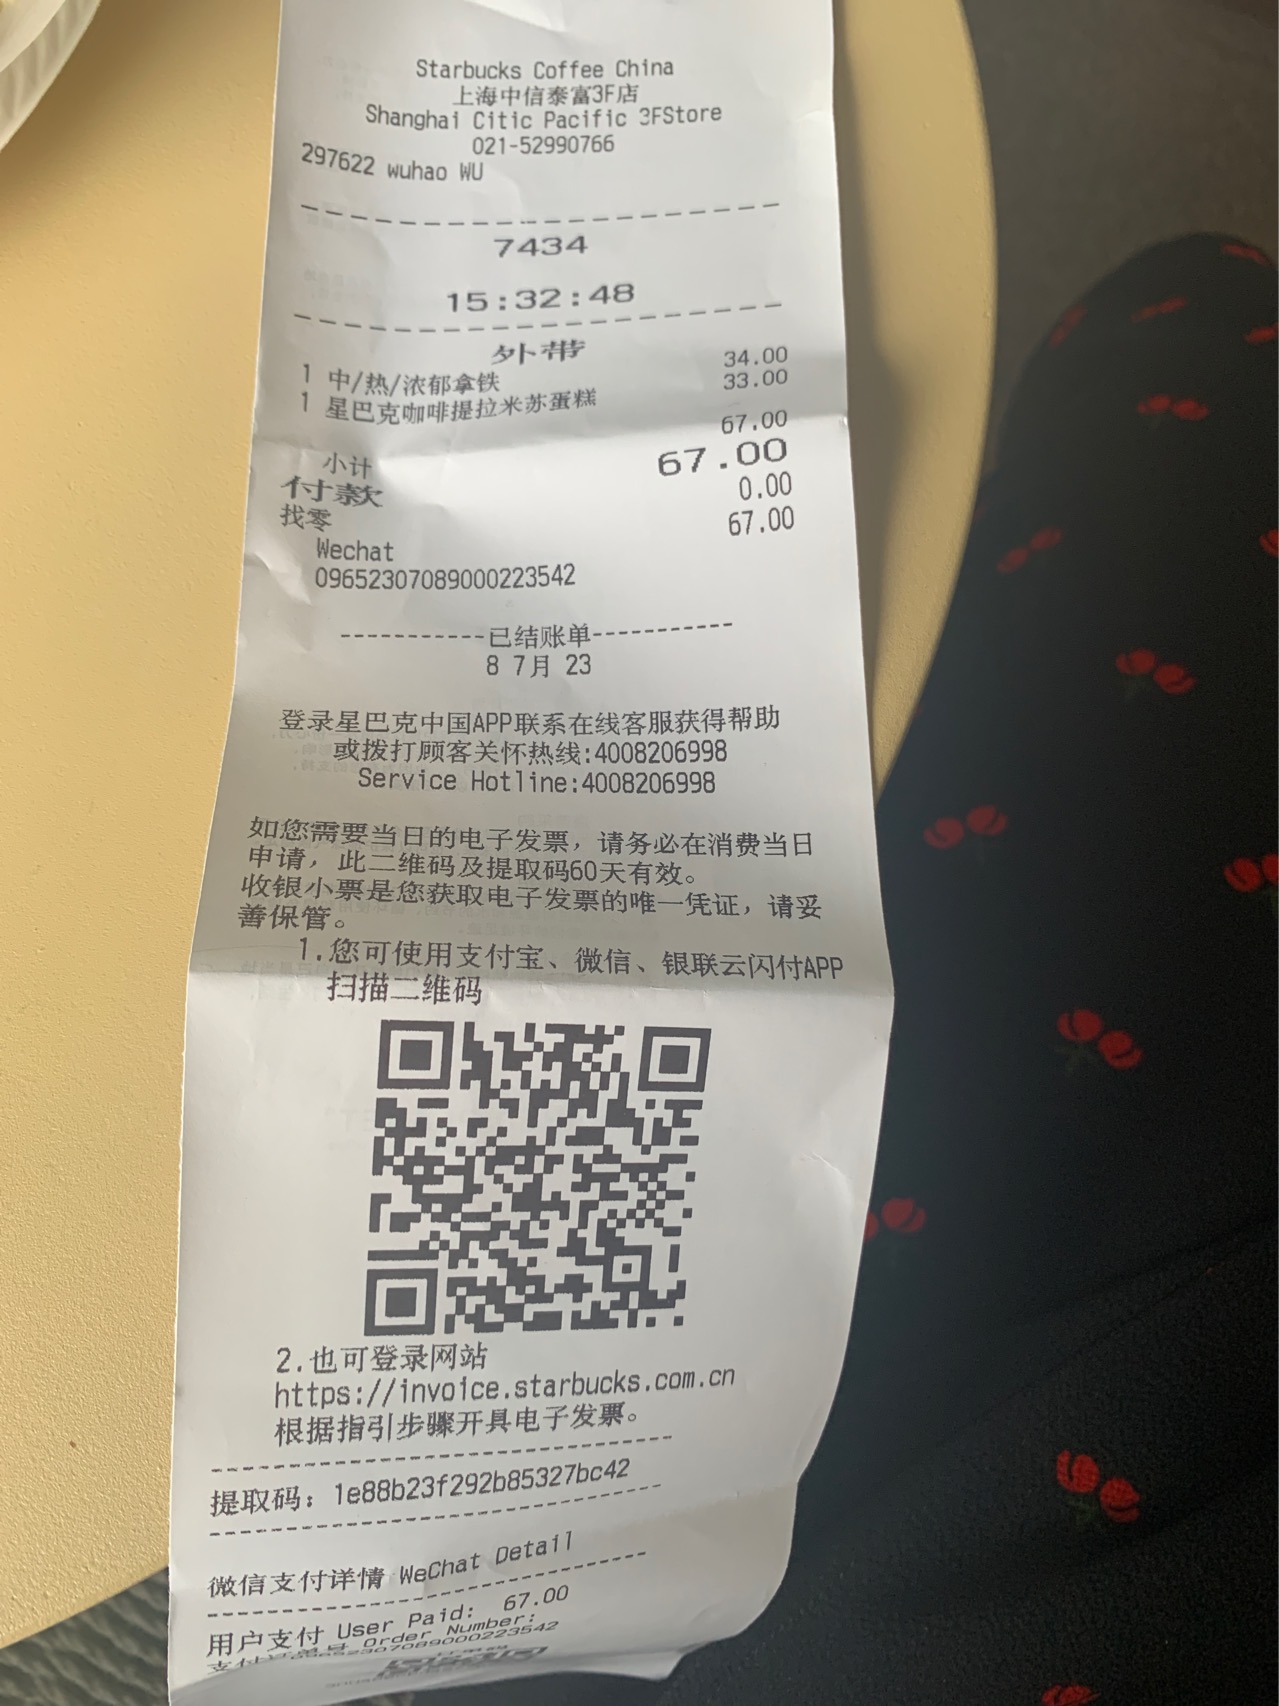 Starbucks Coffee China
上海中信泰富3F店
Shanghai Citic Pacific 3FStore
021-52990766
297622 wuhao WU
7434
15:32:48
外带
1 中/热/浓郁拿铁 34.00
1 星巴克咖啡提拉米苏蛋糕 33.00
小计 67.00
付款 67.00
找零 0.00
Wechat 67.00
09652307089000223542
-----------已结账单-----------
8 7月 23
登录星巴克中国APP联系在线客服获得帮助
或拨打顾客关怀热线:4008206998
Service Hotline:4008206998
如您需要当日的电子发票，请务必在消费当日
申请，此二维码及提取码60天有效。
收银小票是您获取电子发票的唯一凭证，请妥
善保管。
1.您可使用支付宝、微信、银联云闪付APP
扫描二维码
2.也可登录网站
https://invoice.starbucks.com.cn
根据指引步骤开具电子发票。
提取码：1e88b23f292b85327bc42
微信支付详情 WeChat Detail
用户支付 User Paid: 67.00
支付订单号 Order Number:
09652307089000223542